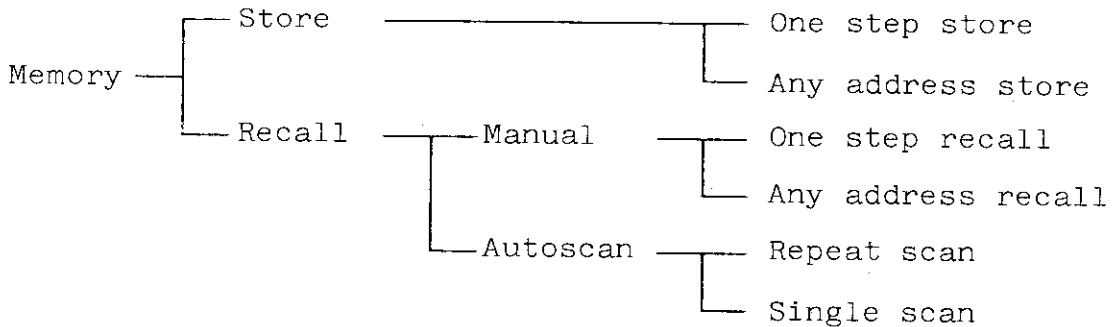 Store One step store
Memory
Any address store
Recall Manual One step recall
Any address recall
Autoscan Repeat scan
Single scan